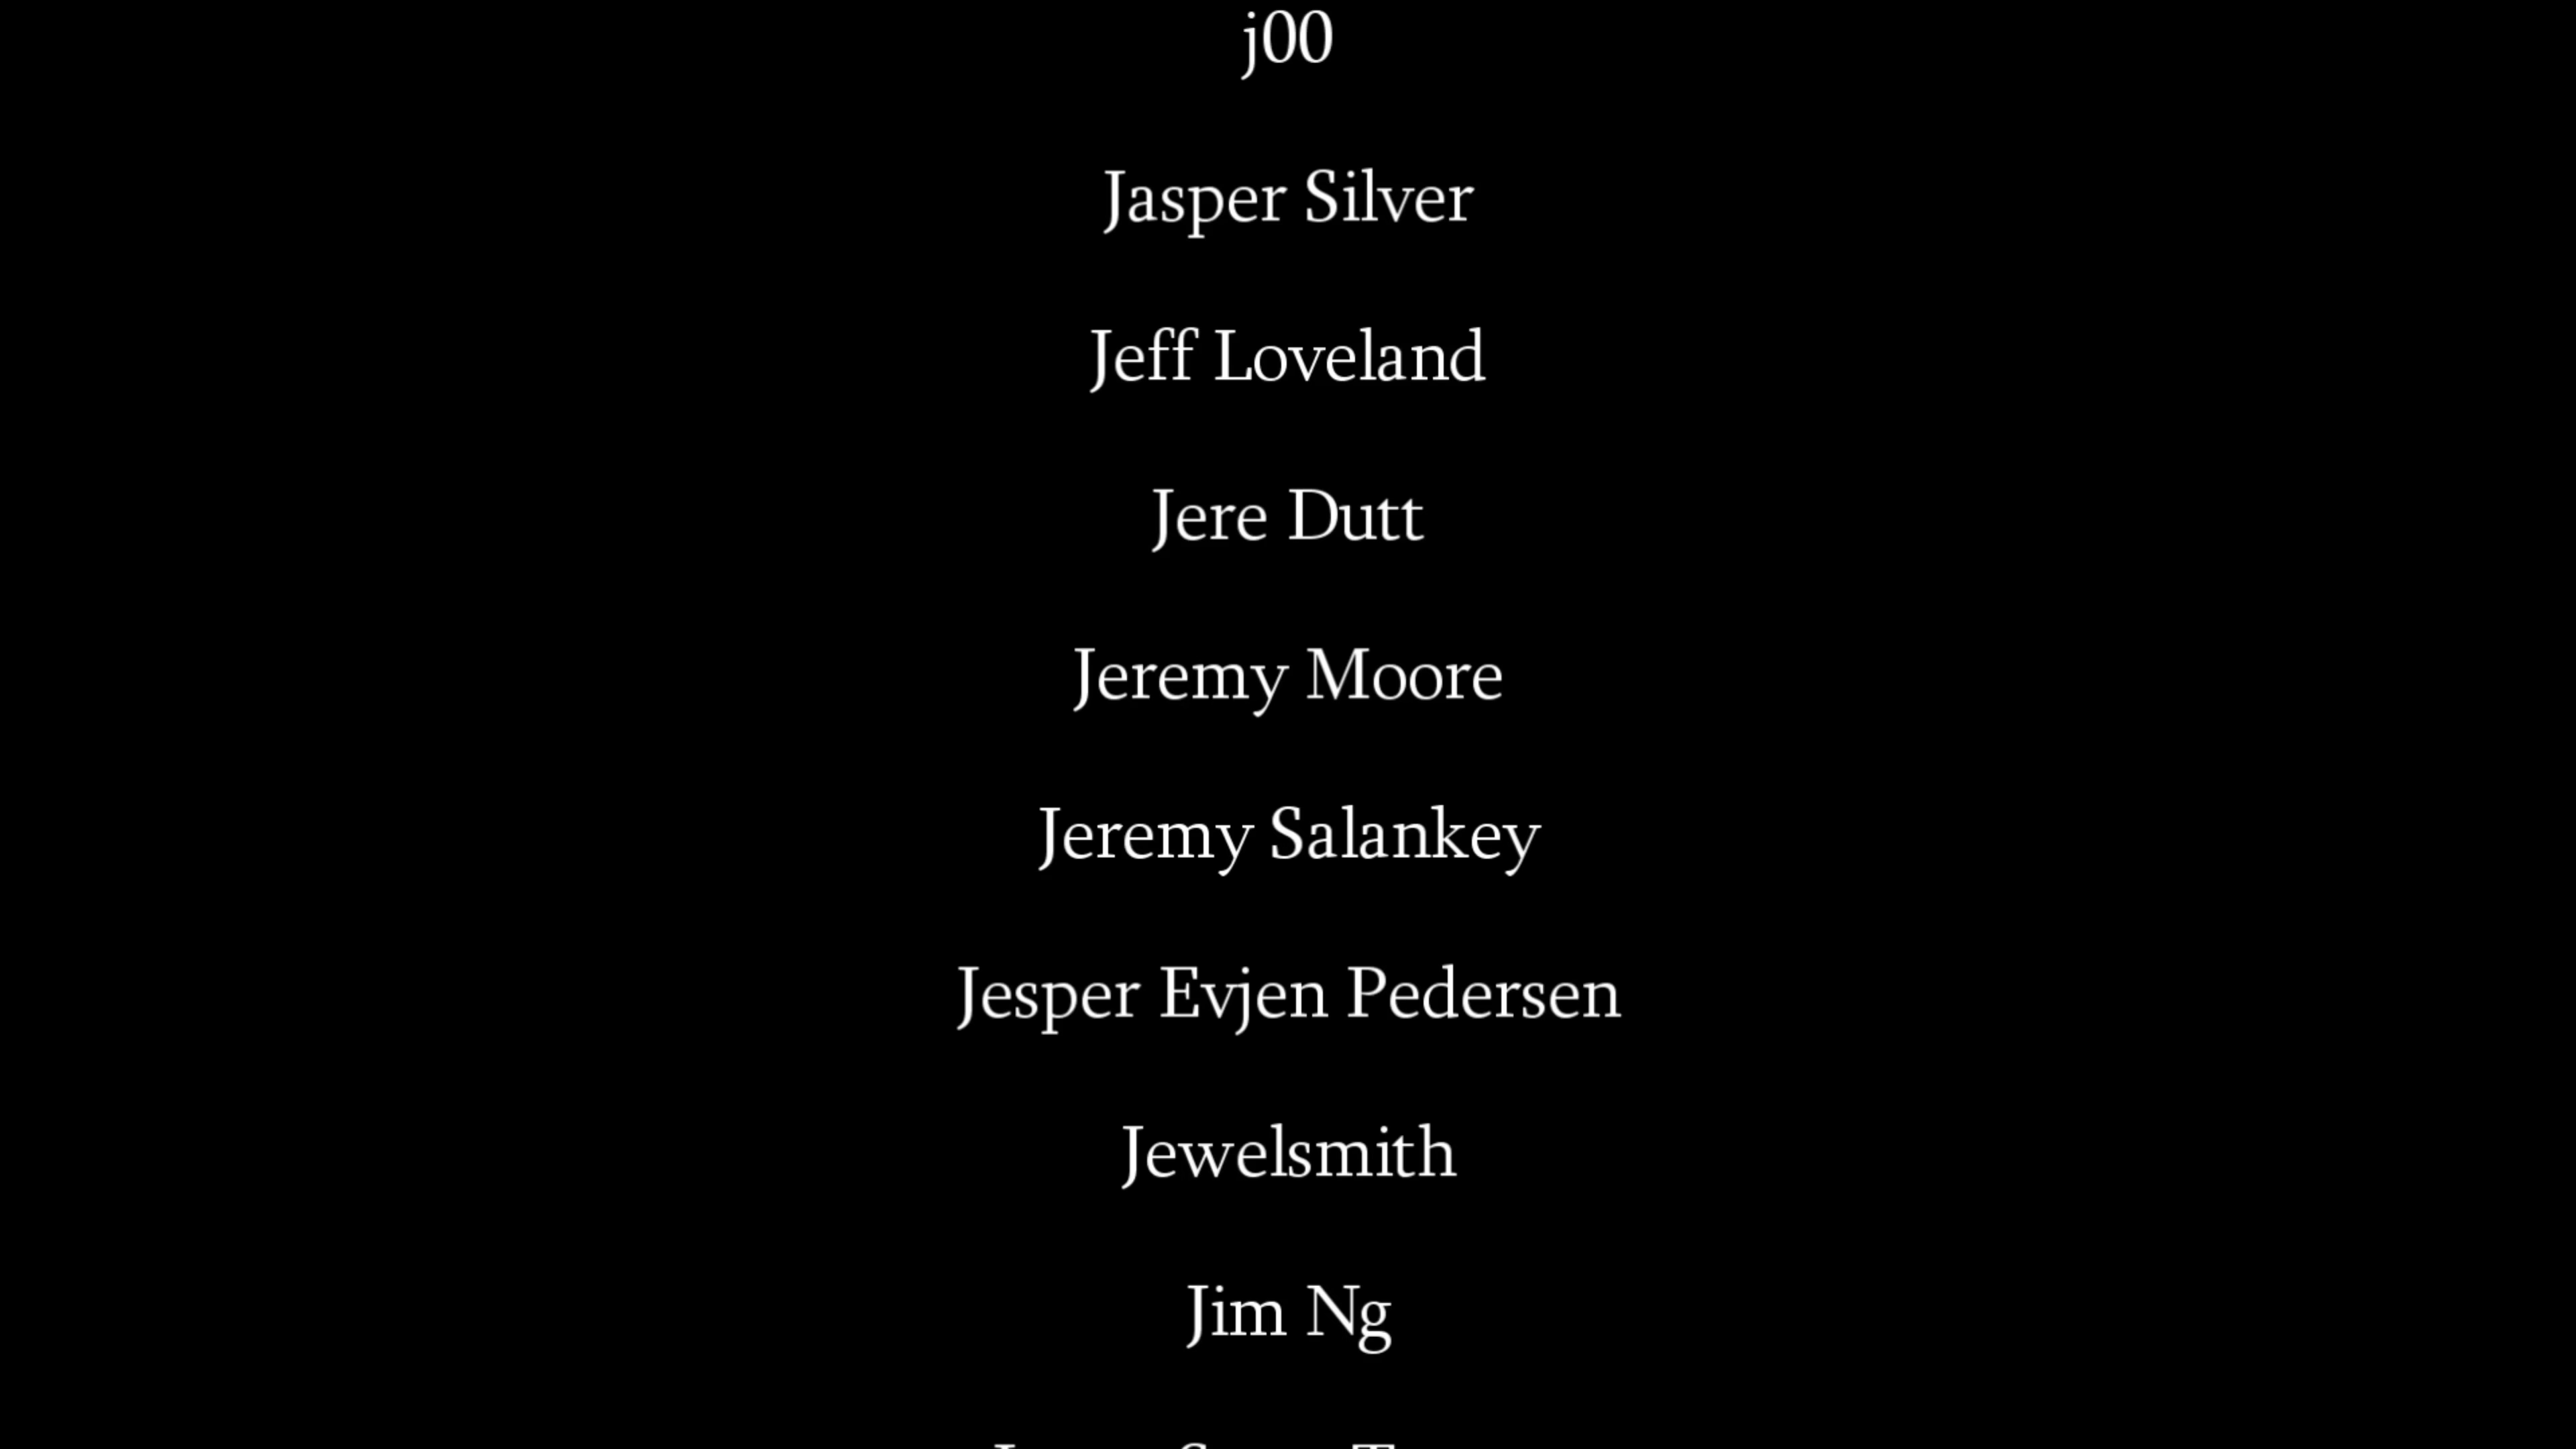 j00
Jasper Silver
Jeff Loveland
Jere Dutt
Jeremy Moore
Jeremy Salankey
Jesper Evjen Pedersen
Jewelsmith
Jim Ng